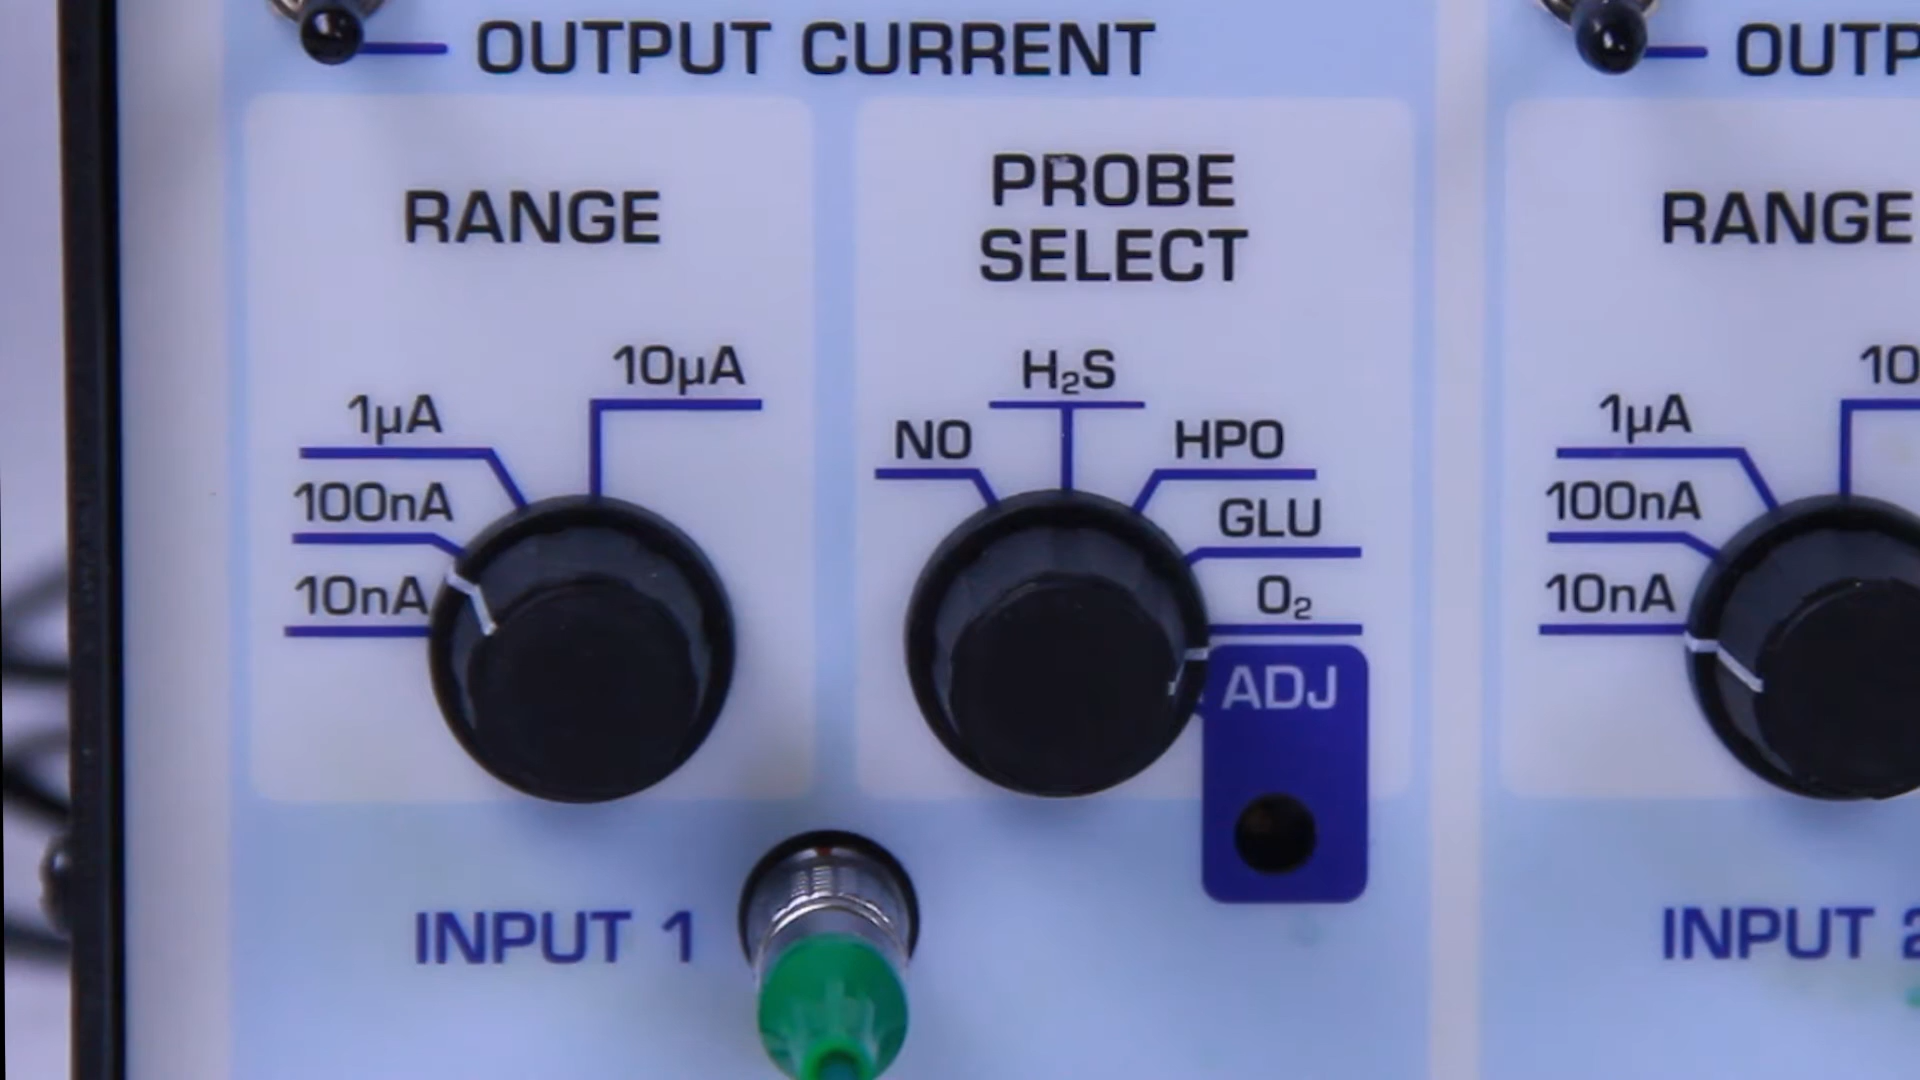 OUTPUT CURRENT
RANGE
10µA
1µA
100nA
10nA
PROBE
SELECT
H₂S
NO
HPO
GLU
O₂
ADJ
INPUT 1
OUTP
RANGE
10
1µA
100nA
10nA
INPUT 2